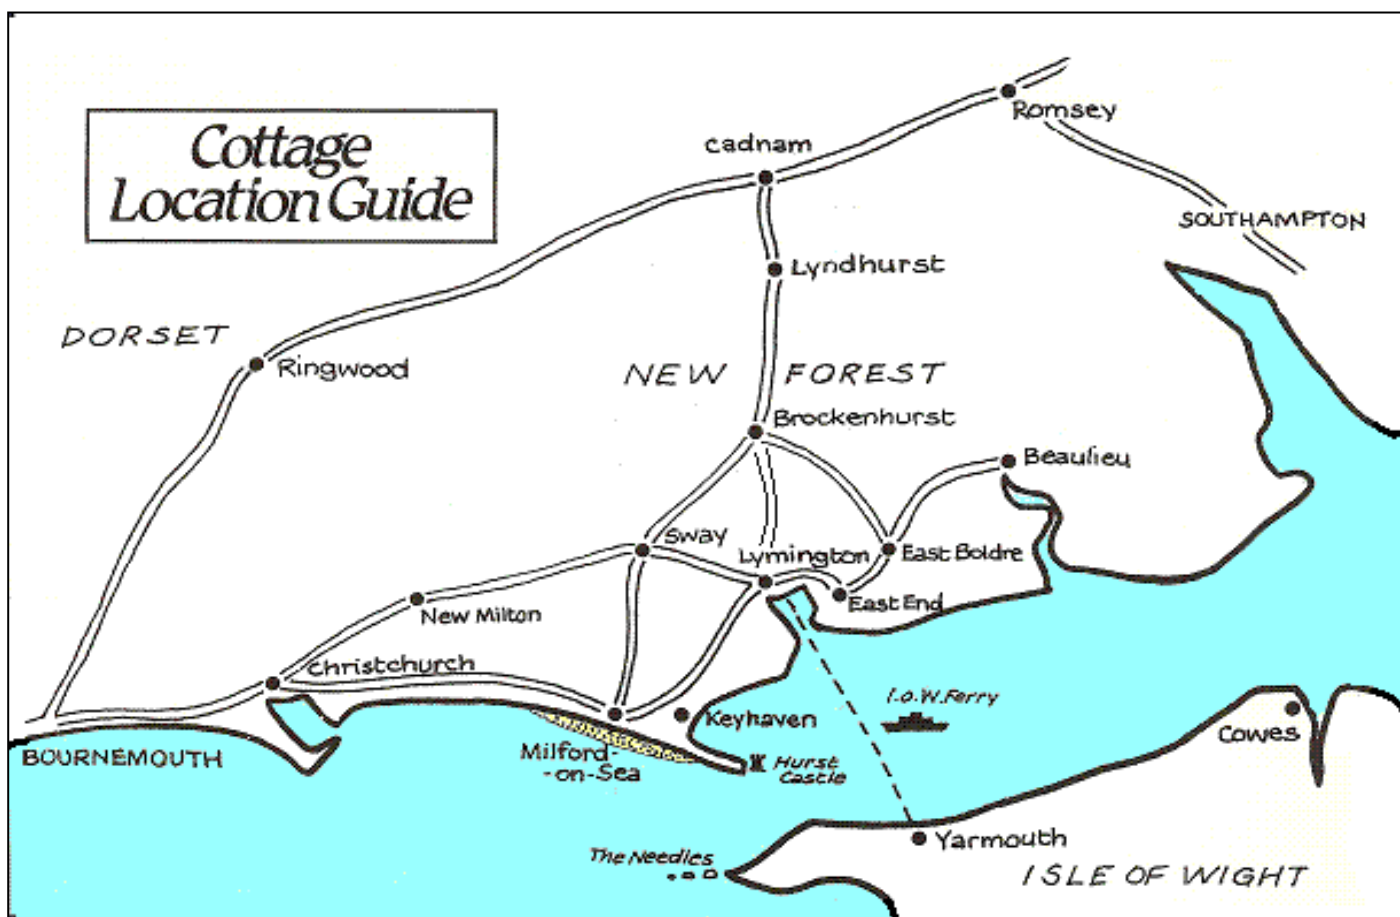 Cottage
Location Guide
Romsey
Cadnam
SOUTHAMPTON
Lyndhurst
DORSET
Ringwood
NEW FOREST
Brockenhurst
Beaulieu
Sway
Lymington
East Boldre
East End
New Milton
Christchurch
I.o.W. Ferry
Keyhaven
Cowes
BOURNEMOUTH
Milford-
-on-Sea
Hurst
Castle
Yarmouth
The Needles
ISLE OF WIGHT